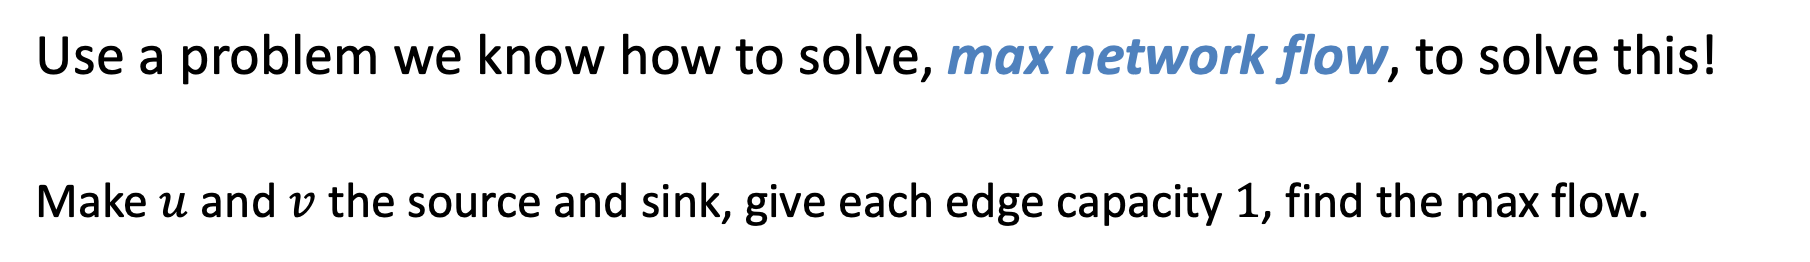 Use a problem we know how to solve, max network flow, to solve this!
Make u and v the source and sink, give each edge capacity 1, find the max flow.